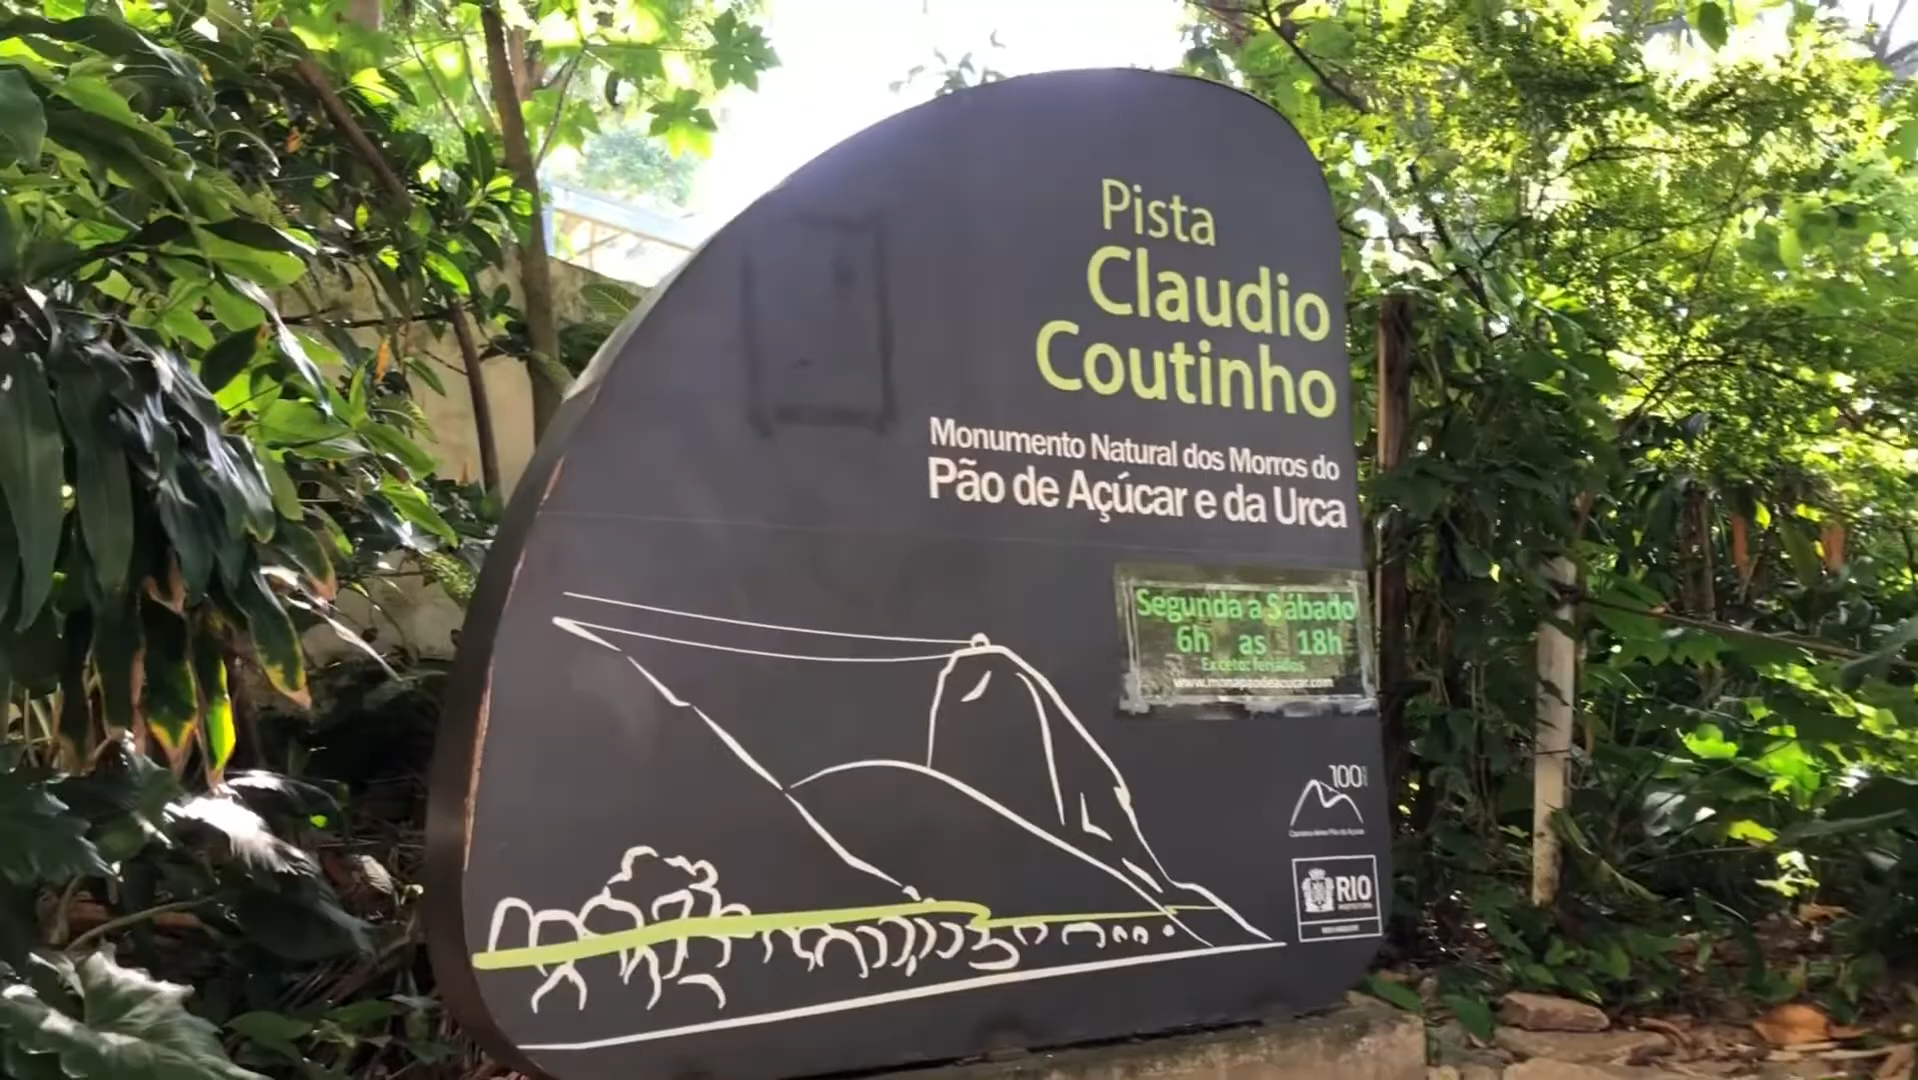 Pista
Claudio
Coutinho
Monumento Natural dos Morros do
Pão de Açúcar e da Urca
Segunda a Sábado
6h as 18h
Exceto: feriados
www.monapaodeacucar.com
100
RIO